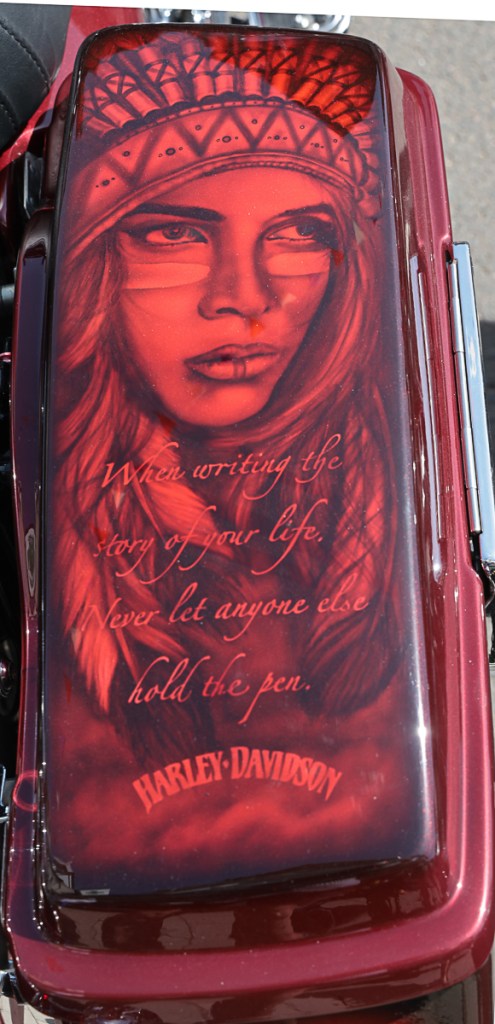 When writing the
story of your life.
Never let anyone else
hold the pen.
HARLEY-DAVIDSON